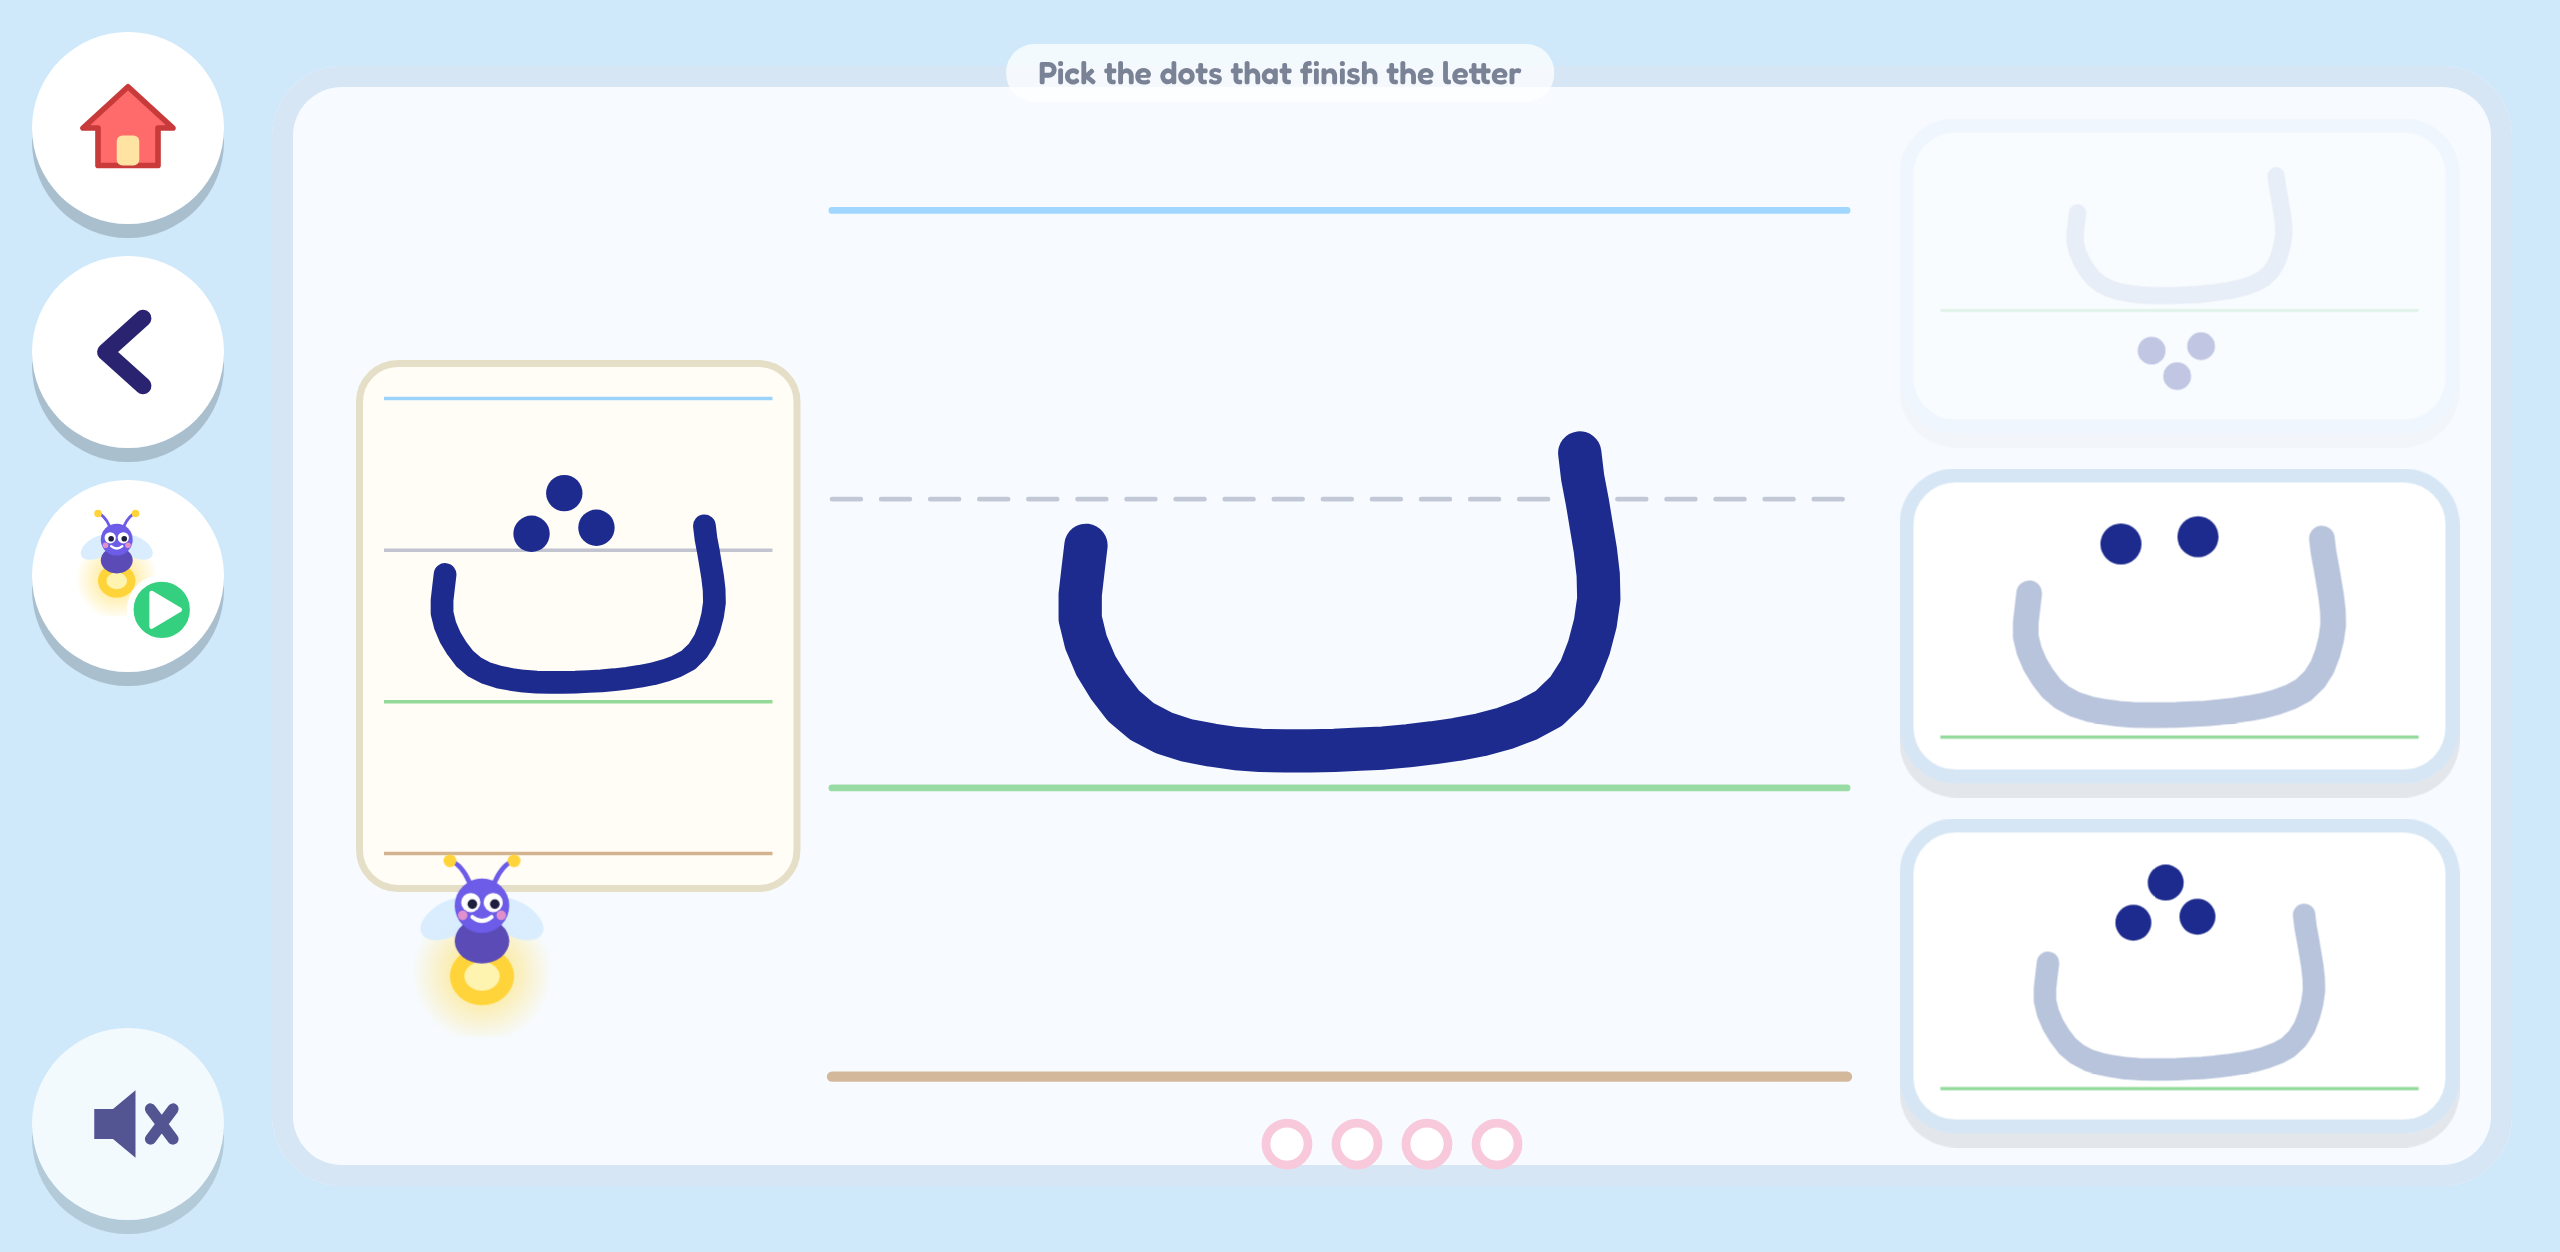 Pick the dots that finish the letter
ث
ٮ
پ
ت
ث